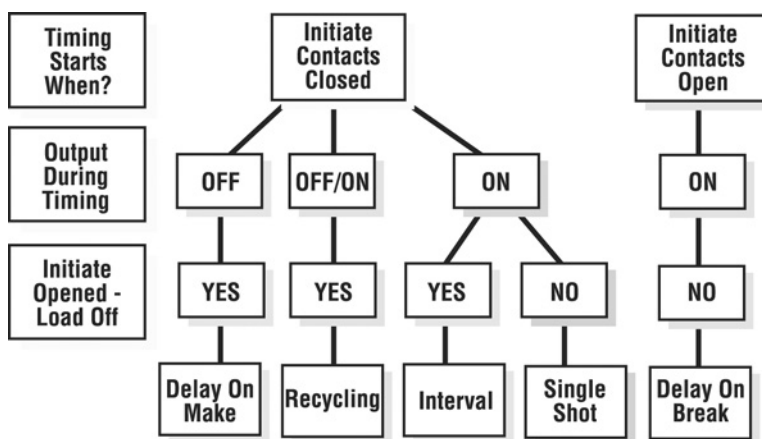 Timing
Starts
When?
Initiate
Contacts
Closed
Initiate
Contacts
Open
Output
During
Timing
OFF
OFF/ON
ON
ON
Initiate
Opened -
Load Off
YES
YES
YES
NO
NO
Delay On
Make
Recycling
Interval
Single
Shot
Delay On
Break